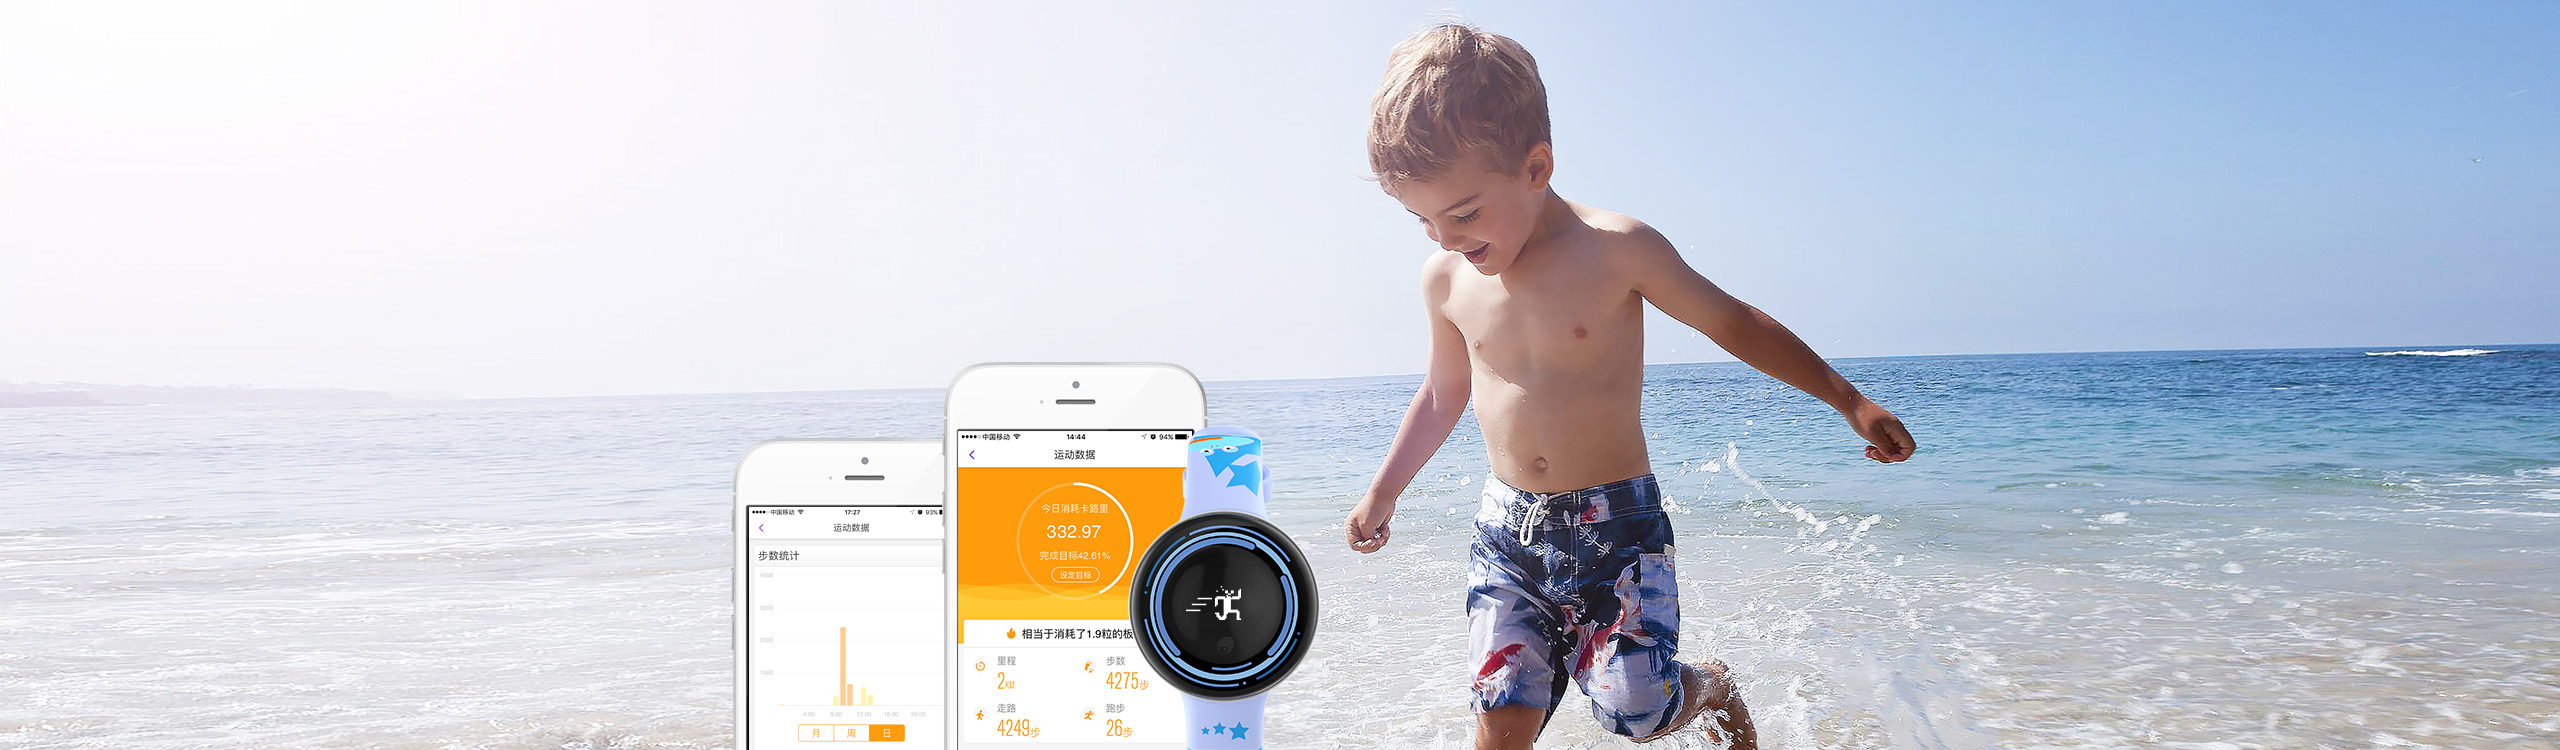 中国移动 17:27 93%
运动数据
步数统计
4000
3000
2000
1000
4:00 8:00 12:00 16:00 20:00
月 周 日
中国移动 14:44 94%
运动数据
今日消耗卡路里
332.97
完成目标42.61%
设定目标
相当于消耗了1.9粒的板
里程 步数
2KM 4275步
走路 跑步
4249步 26步